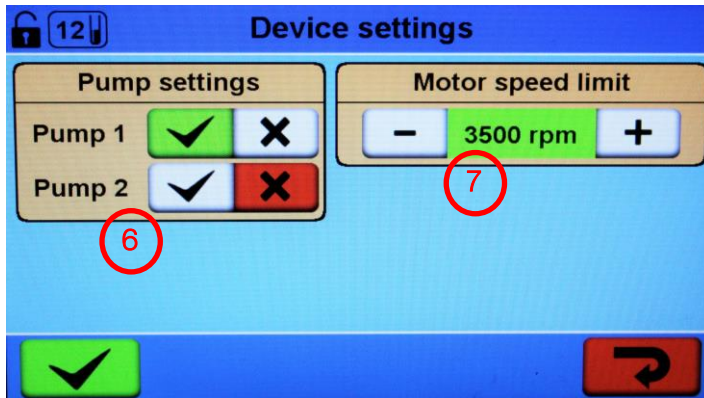 12
Device settings
Pump settings
Pump 1
Pump 2
6
Motor speed limit
- 3500 rpm +
7